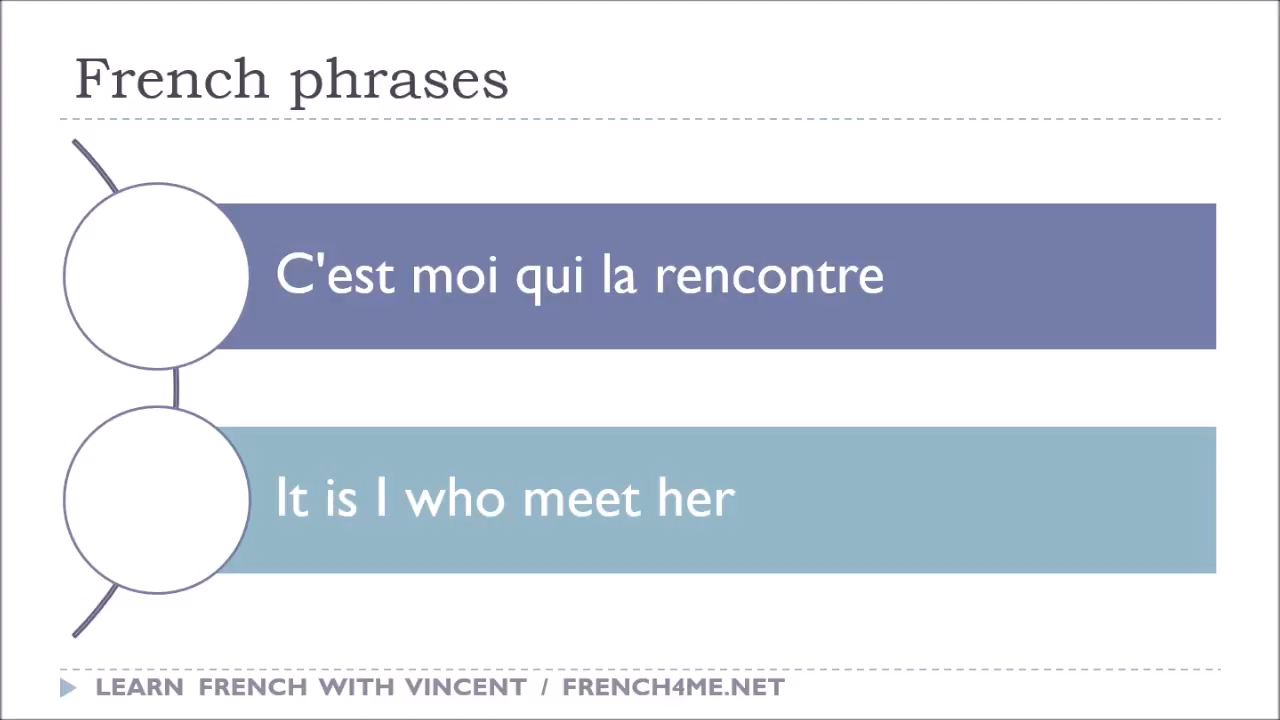 French phrases
C'est moi qui la rencontre
It is I who meet her
LEARN FRENCH WITH VINCENT / FRENCH4ME.NET